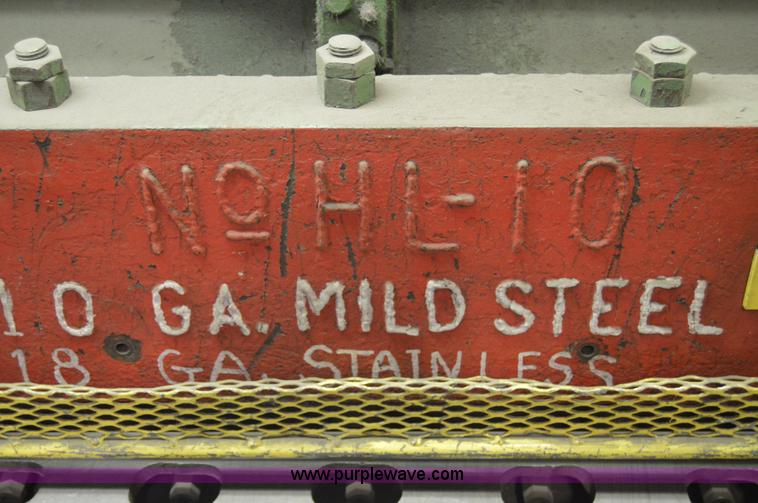 Nº HL-10
10 GA. MILD STEEL
18 GA. STAINLESS
www.purplewave.com